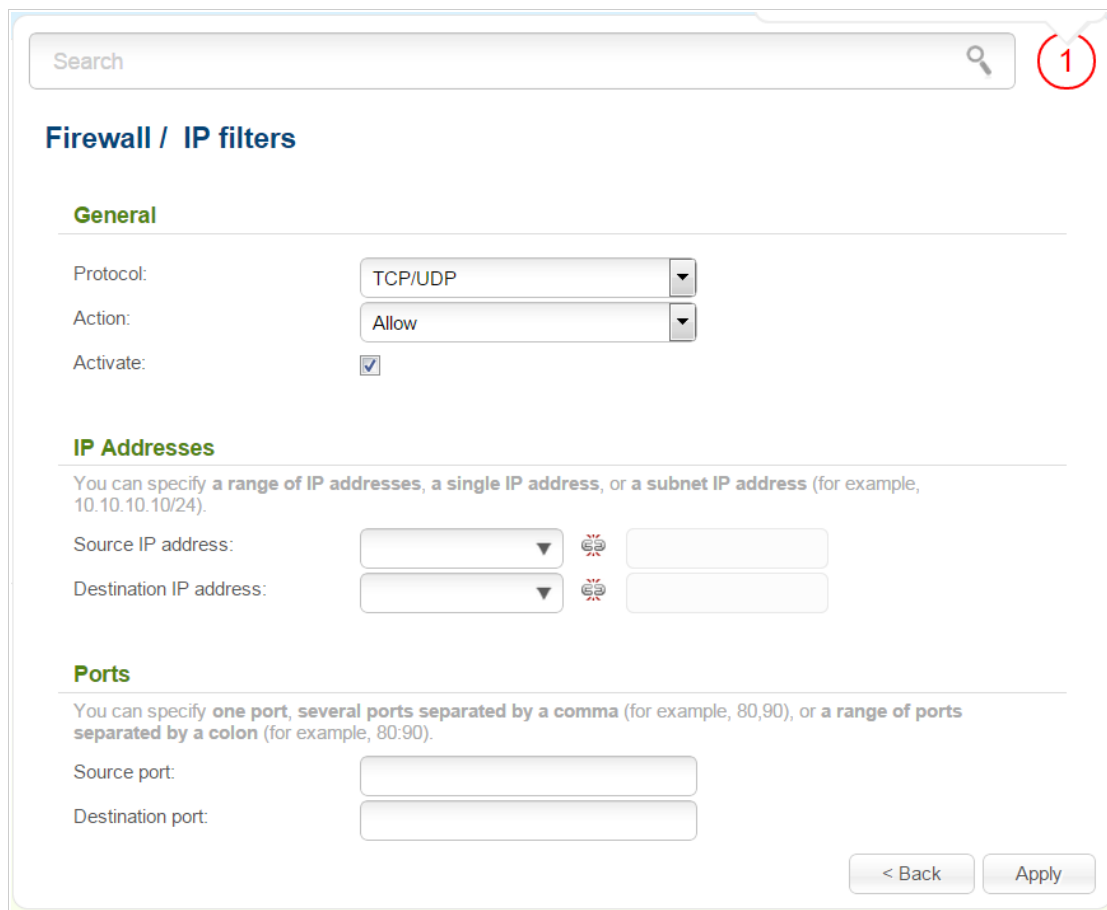 Search
1
Firewall / IP filters
General
Protocol: TCP/UDP
Action: Allow
Activate:
IP Addresses
You can specify a range of IP addresses, a single IP address, or a subnet IP address (for example,
10.10.10.10/24).
Source IP address:
Destination IP address:
Ports
You can specify one port, several ports separated by a comma (for example, 80,90), or a range of ports
separated by a colon (for example, 80:90).
Source port:
Destination port:
< Back Apply